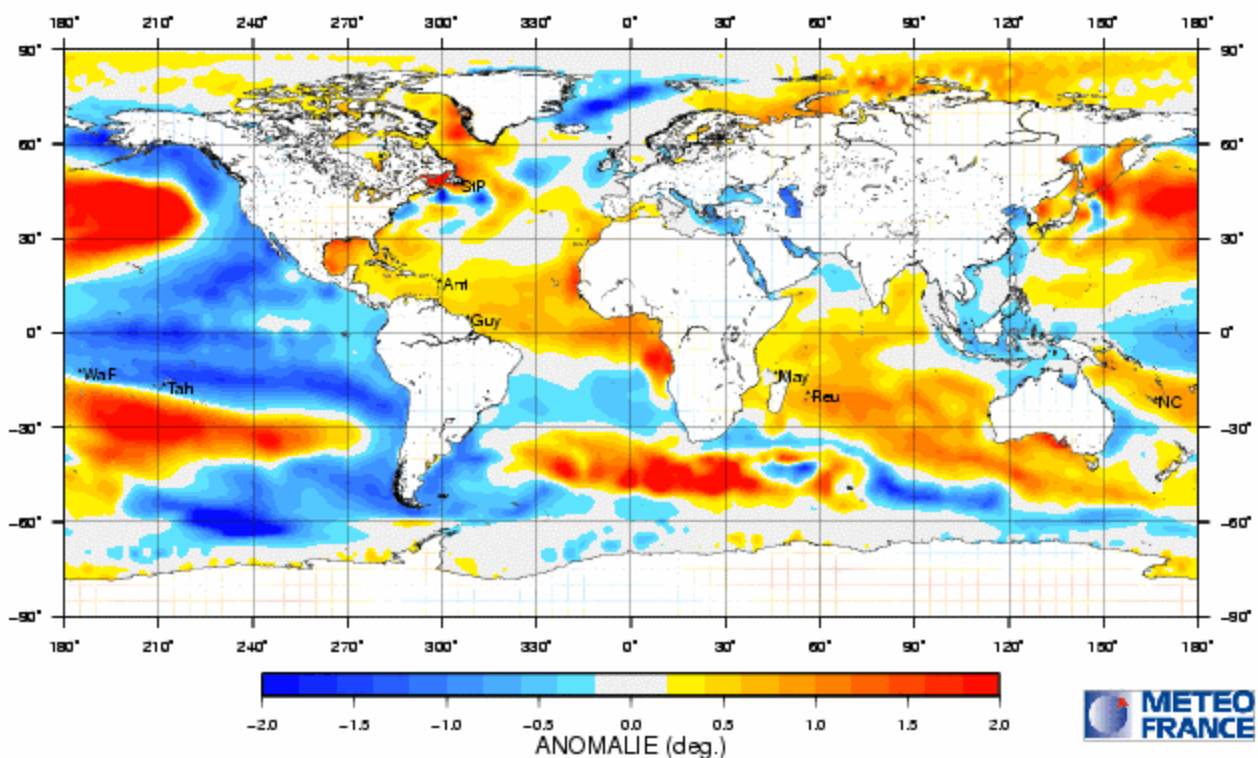 180° 210° 240° 270° 300° 330° 0° 30° 60° 90° 120° 150° 180°
90° 90°
60° 60°
*StP
30° 30°
*Ant
*Guy
0° 0°
*WaF *Tah *May *Reu *NC
-30° -30°
-60° -60°
-90° -90°
180° 210° 240° 270° 300° 330° 0° 30° 60° 90° 120° 150° 180°
-2.0 -1.5 -1.0 -0.5 0.0 0.5 1.0 1.5 2.0
ANOMALIE (deg.)
METEO
FRANCE